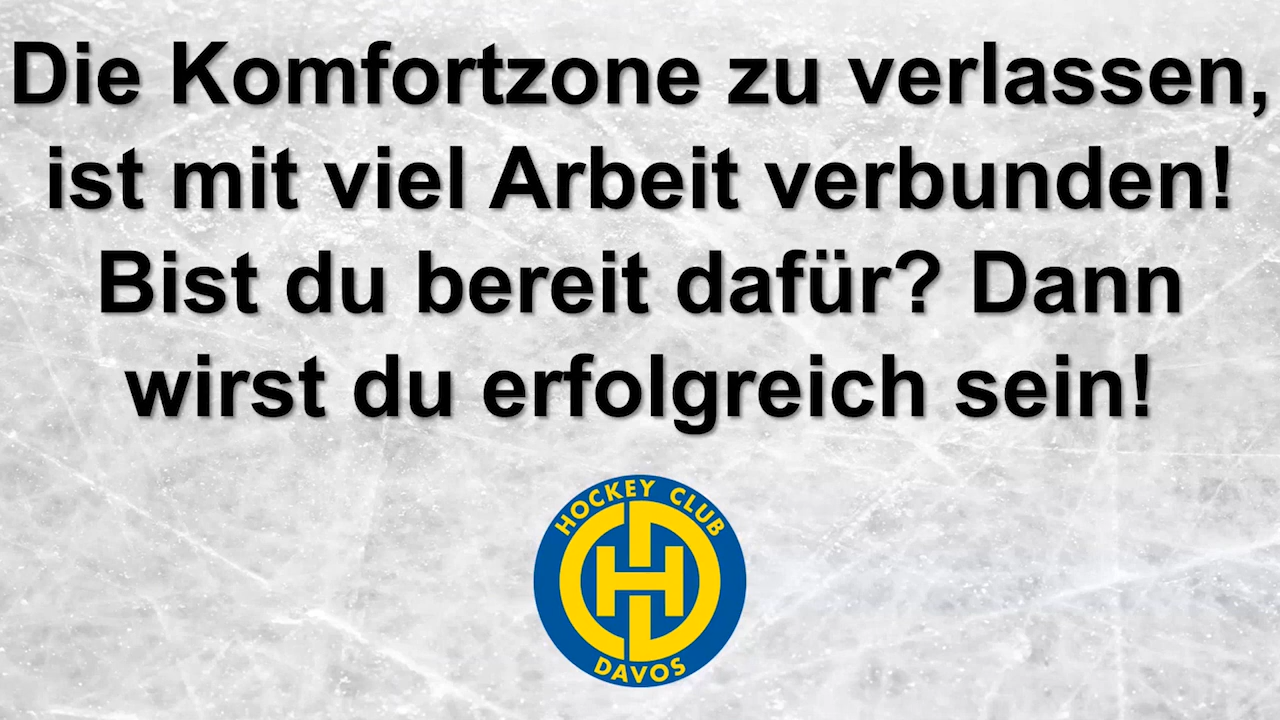 Die Komfortzone zu verlassen,
ist mit viel Arbeit verbunden!
Bist du bereit dafür? Dann
wirst du erfolgreich sein!
HOCKEY CLUB
HCD
DAVOS